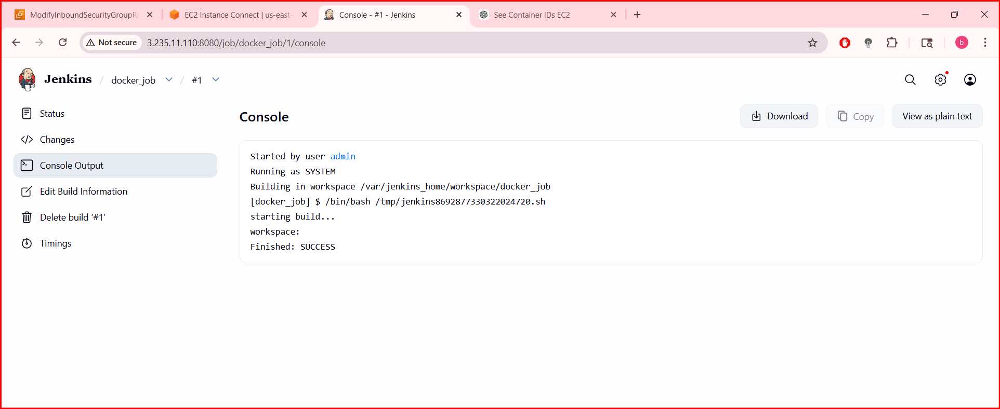 ModifyInboundSecurityGroupR
EC2 Instance Connect | us-east-
Console - #1 - Jenkins
See Container IDs EC2
Not secure
3.235.11.110:8080/job/docker_job/1/console
b
Jenkins / docker_job / #1
Status
Changes
Console Output
Edit Build Information
Delete build ‘#1’
Timings
Console
Download
Copy
View as plain text
Started by user admin
Running as SYSTEM
Building in workspace /var/jenkins_home/workspace/docker_job
[docker_job] $ /bin/bash /tmp/jenkins8692877330322024720.sh
starting build...
workspace:
Finished: SUCCESS